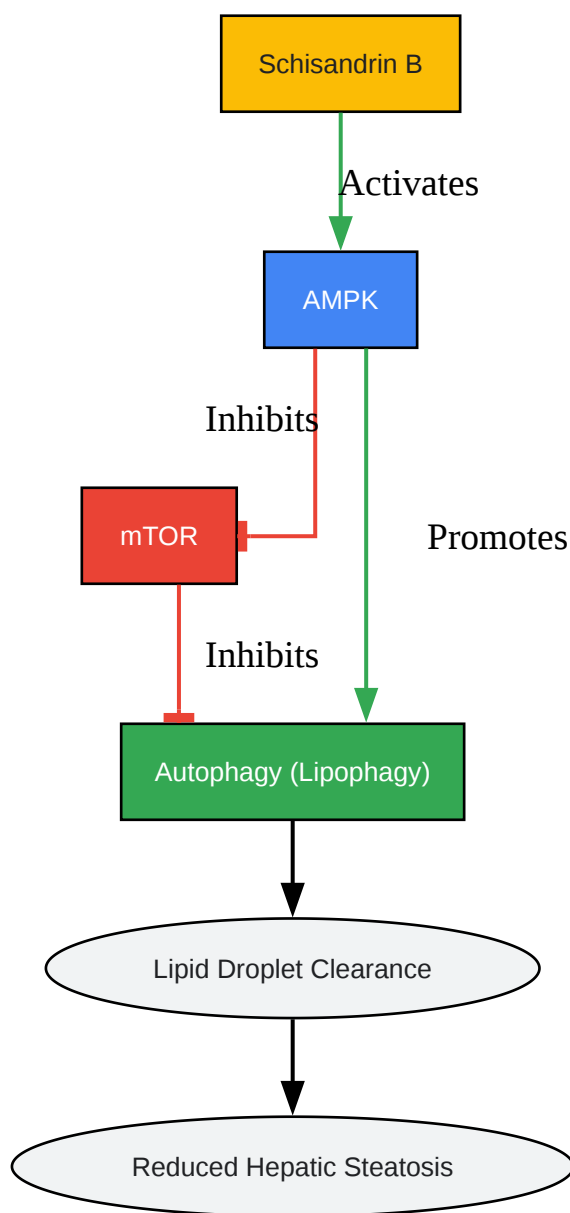 Schisandrin B
Activates
AMPK
Inhibits
mTOR
Promotes
Inhibits
Autophagy (Lipophagy)
Lipid Droplet Clearance
Reduced Hepatic Steatosis